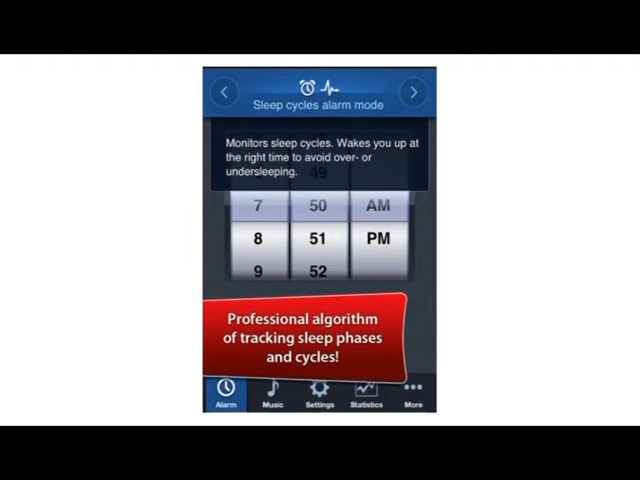 Sleep cycles alarm mode
Monitors sleep cycles. Wakes you up at
the right time to avoid over- or
undersleeping.
49
7 50 AM
8 51 PM
9 52
Professional algorithm
of tracking sleep phases
and cycles!
Alarm Music Settings Statistics More